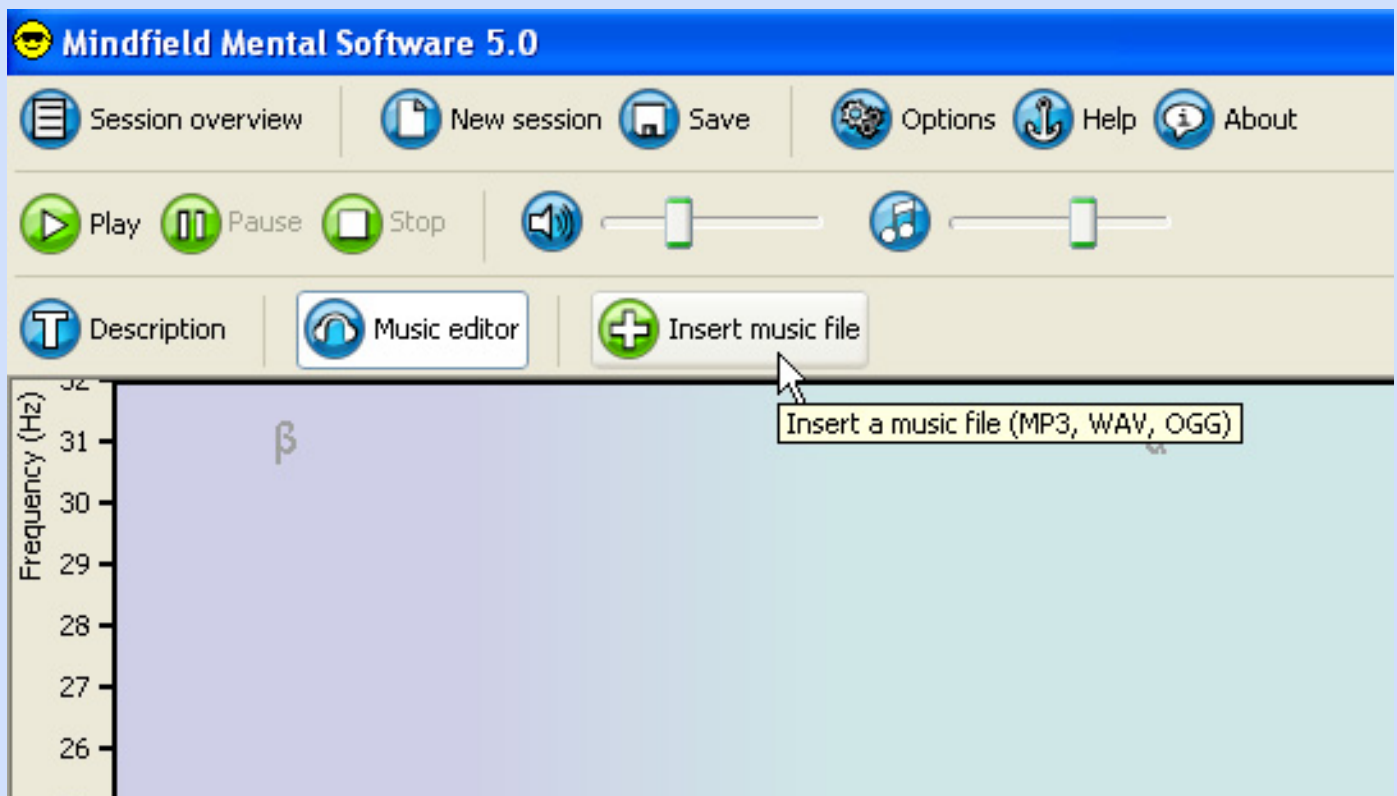 Mindfield Mental Software 5.0
Session overview New session Save Options Help About
Play Pause Stop
Description Music editor Insert music file
Insert a music file (MP3, WAV, OGG)
Frequency (Hz)
32
31 β α
30
29
28
27
26